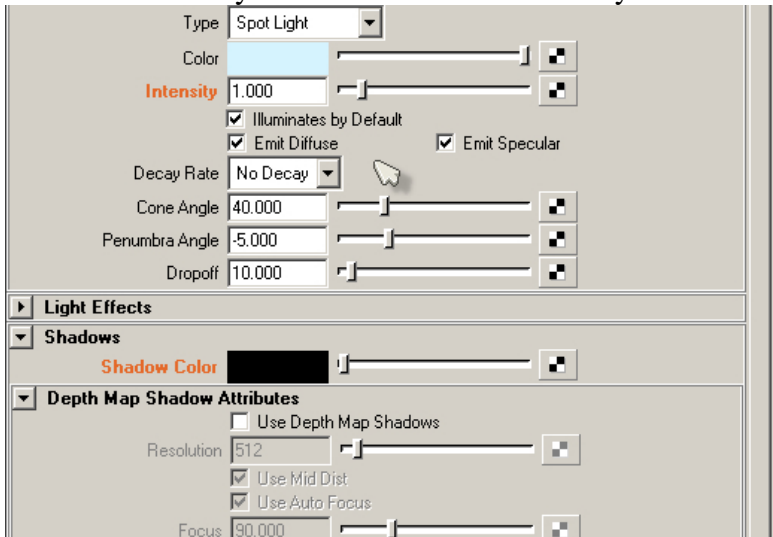 Type Spot Light
Color
Intensity 1.000
Illuminates by Default
Emit Diffuse Emit Specular
Decay Rate No Decay
Cone Angle 40.000
Penumbra Angle -5.000
Dropoff 10.000
Light Effects
Shadows
Shadow Color
Depth Map Shadow Attributes
Use Depth Map Shadows
Resolution 512
Use Mid Dist
Use Auto Focus
Focus 90.000